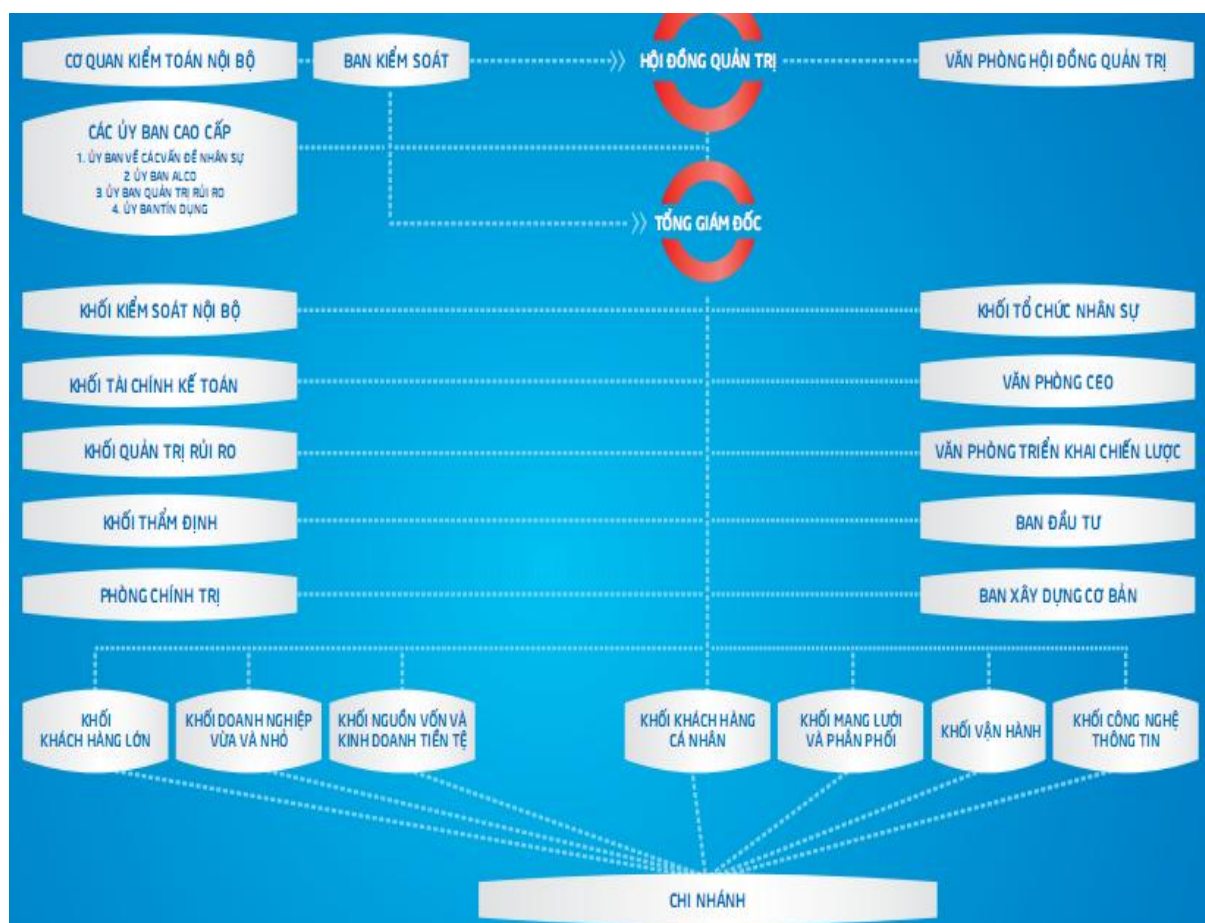 CƠ QUAN KIỂM TOÁN NỘI BỘ
BAN KIỂM SOÁT
HỘI ĐỒNG QUẢN TRỊ
VĂN PHÒNG HỘI ĐỒNG QUẢN TRỊ
CÁC ỦY BAN CAO CẤP
1. ỦY BAN VỀ CÁCVẤN ĐỀ NHÂN SỰ
2 ỦY BAN ALCO
3 ỦY BAN QUẢN TRỊ RỦI RO
4. ỦY BANTÍN DỤNG
TỔNG GIÁM ĐỐC
KHỐI KIỂM SOÁT NỘI BỘ
KHỐI TỔ CHỨC NHÂN SỰ
KHỐI TÀI CHÍNH KẾ TOÁN
VĂN PHÒNG CEO
KHỐI QUẢN TRỊ RỦI RO
VĂN PHÒNG TRIỂN KHAI CHIẾN LƯỢC
KHỐI THẨM ĐỊNH
BAN ĐẦU TƯ
PHÒNG CHÍNH TRỊ
BAN XÂY DỰNG CƠ BẢN
KHỐI
KHÁCH HÀNG LỚN
KHỐI DOANH NGHIỆP
VỪA VÀ NHỎ
KHỐI NGUỒN VỐN VÀ
KINH DOANH TIỀN TỆ
KHỐI KHÁCH HÀNG
CÁ NHÂN
KHỐI MẠNG LƯỚI
VÀ PHÂN PHỐI
KHỐI VẬN HÀNH
KHỐI CÔNG NGHỆ
THÔNG TIN
CHI NHÁNH